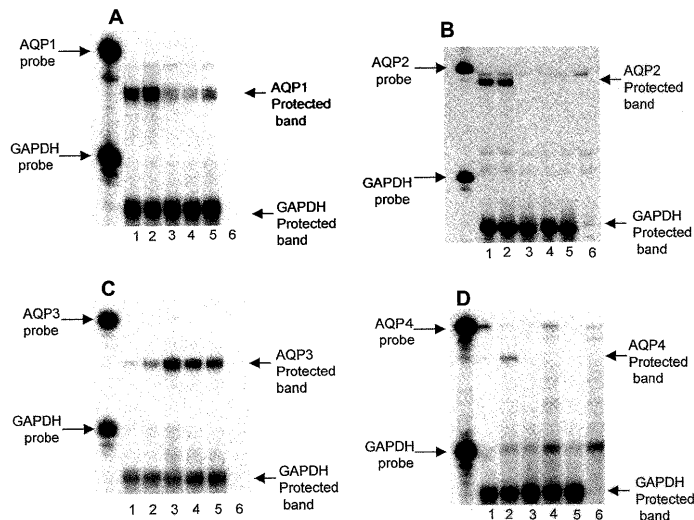 A
AQP1
probe
AQP1
Protected
band
GAPDH
probe
GAPDH
Protected
band
1 2 3 4 5 6
B
AQP2
probe
AQP2
Protected
band
GAPDH
probe
GAPDH
Protected
band
1 2 3 4 5 6
C
AQP3
probe
AQP3
Protected
band
GAPDH
probe
GAPDH
Protected
band
1 2 3 4 5 6
D
AQP4
probe
AQP4
Protected
band
GAPDH
probe
GAPDH
Protected
band
1 2 3 4 5 6